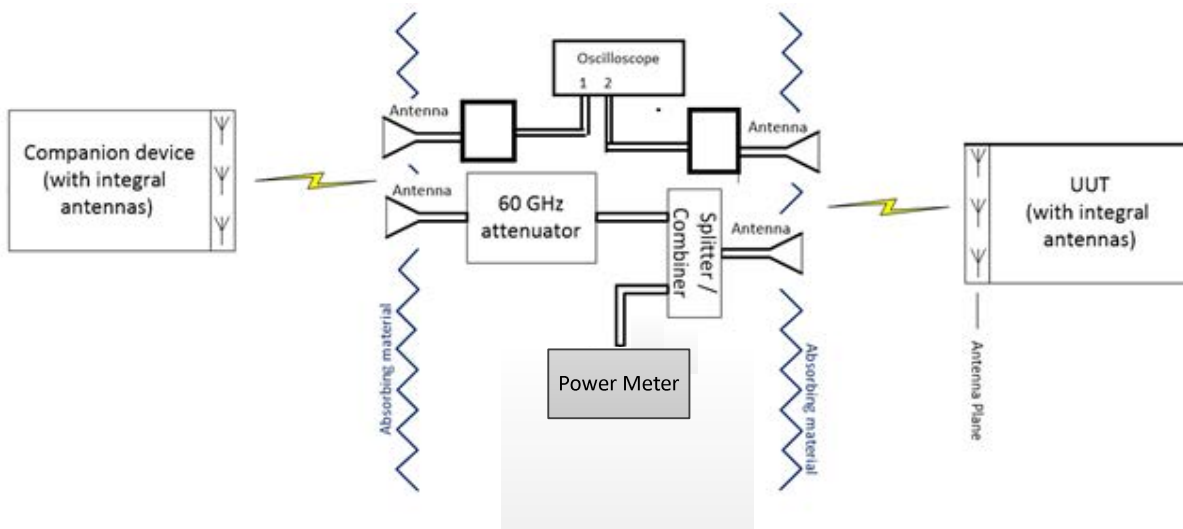 Oscilloscope
1 2
Antenna
Antenna
Companion device
(with integral
antennas)
Antenna
60 GHz
attenuator
Splitter /
Combiner
Antenna
UUT
(with integral
antennas)
Absorbing material
Power Meter
Absorbing material
Antenna Plane